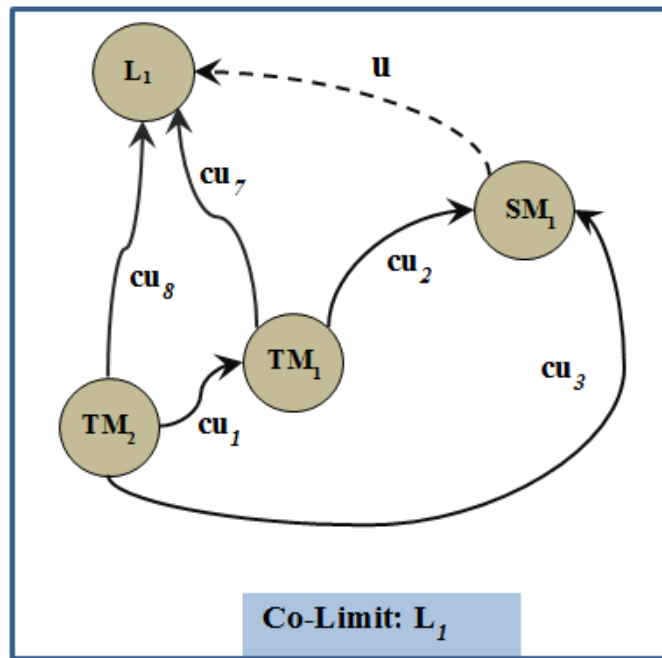 L₁
u
cu₇
SM₁
cu₂
cu₈
TM₁
cu₃
TM₂
cu₁
Co-Limit: L₁